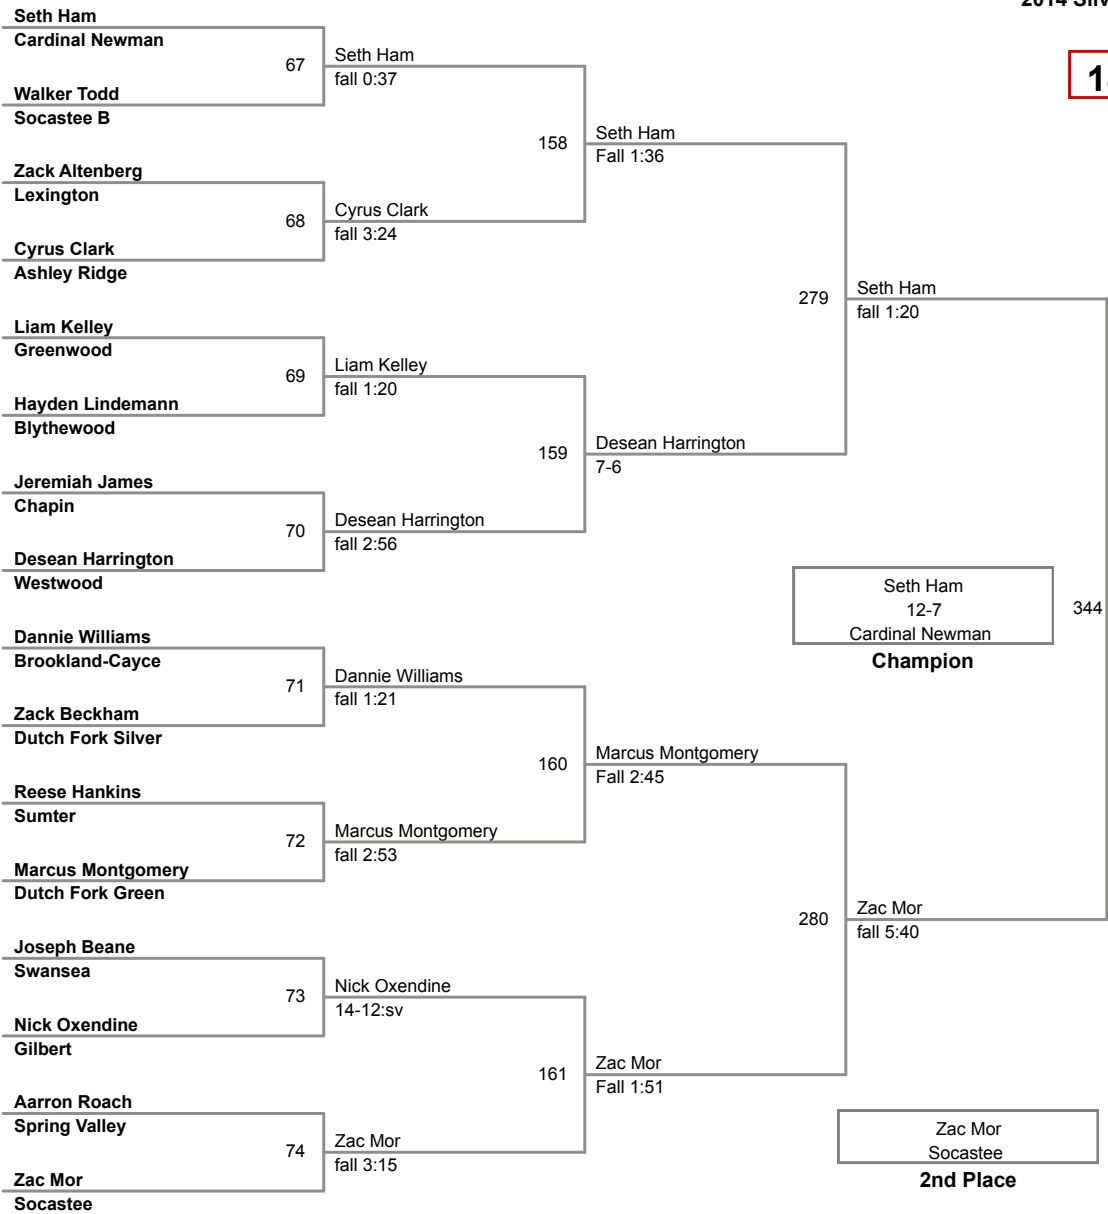 2014 Silv
Seth Ham
Cardinal Newman
67
Seth Ham
fall 0:37
Walker Todd
Socastee B
158
Seth Ham
Fall 1:36
Zack Altenberg
Lexington
68
Cyrus Clark
fall 3:24
Cyrus Clark
Ashley Ridge
279
Seth Ham
fall 1:20
Liam Kelley
Greenwood
69
Liam Kelley
fall 1:20
Hayden Lindemann
Blythewood
159
Desean Harrington
7-6
Jeremiah James
Chapin
70
Desean Harrington
fall 2:56
Desean Harrington
Westwood
Seth Ham
12-7
Cardinal Newman
Champion
344
Dannie Williams
Brookland-Cayce
71
Dannie Williams
fall 1:21
Zack Beckham
Dutch Fork Silver
160
Marcus Montgomery
Fall 2:45
Reese Hankins
Sumter
72
Marcus Montgomery
fall 2:53
Marcus Montgomery
Dutch Fork Green
280
Zac Mor
fall 5:40
Joseph Beane
Swansea
73
Nick Oxendine
14-12:sv
Nick Oxendine
Gilbert
161
Zac Mor
Fall 1:51
Aarron Roach
Spring Valley
74
Zac Mor
fall 3:15
Zac Mor
Socastee
Zac Mor
Socastee
2nd Place